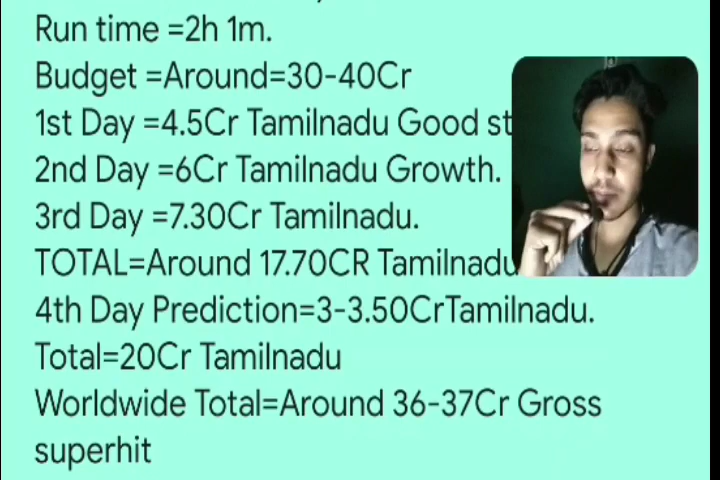 Run time =2h 1m.
Budget =Around=30-40Cr
1st Day =4.5Cr Tamilnadu Good
2nd Day =6Cr Tamilnadu Growth.
3rd Day =7.30Cr Tamilnadu.
TOTAL=Around 17.70CR Tamilnadu
4th Day Prediction=3-3.50CrTamilnadu.
Total=20Cr Tamilnadu
Worldwide Total=Around 36-37Cr Gross
superhit